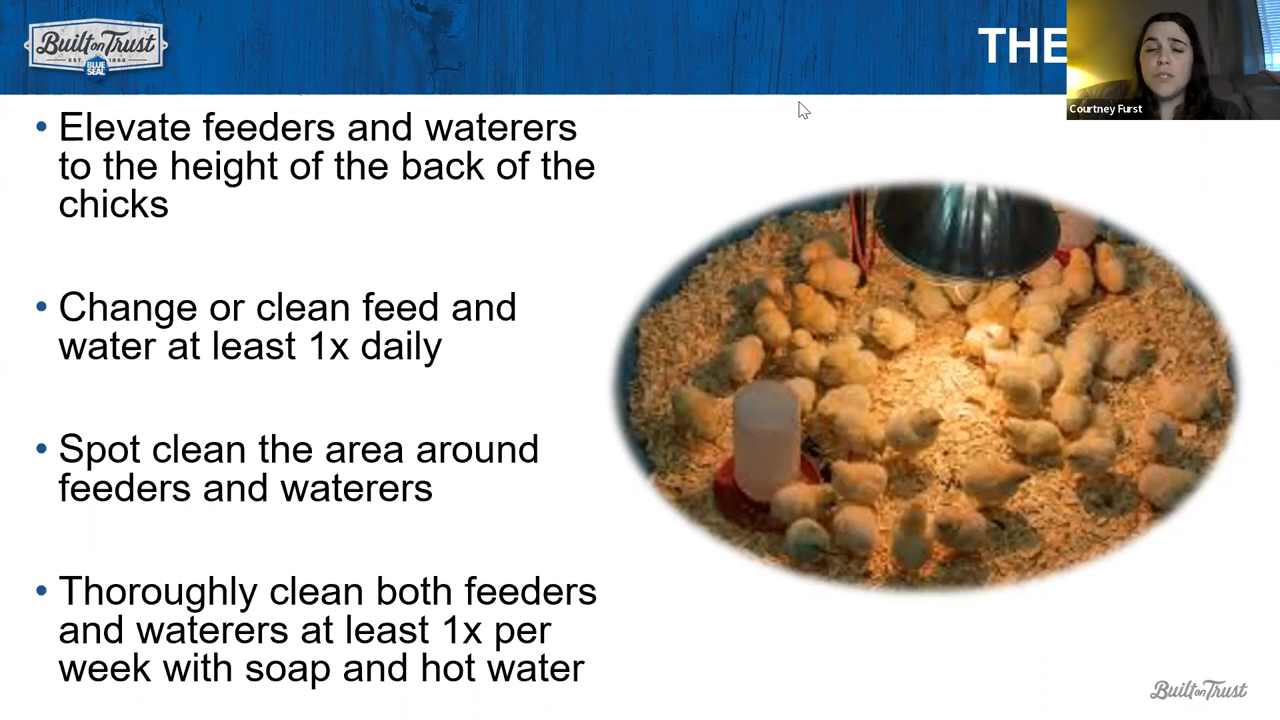 Built on Trust
EST. 1868
BLUE SEAL
THE
Courtney Furst
• Elevate feeders and waterers
to the height of the back of the
chicks
• Change or clean feed and
water at least 1x daily
• Spot clean the area around
feeders and waterers
• Thoroughly clean both feeders
and waterers at least 1x per
week with soap and hot water
Built on Trust